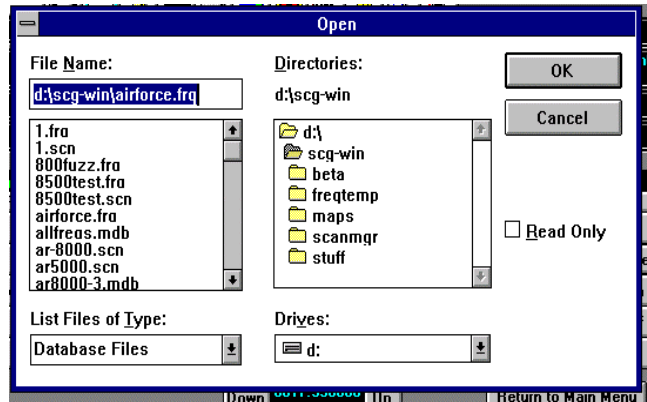 Open
File Name:
d:\scg-win\airforce.frq
1.frq
1.scn
800fuzz.frq
8500test.frq
8500test.scn
airforce.frq
allfreqs.mdb
ar-8000.scn
ar5000.scn
ar8000-3.mdb
List Files of Type:
Database Files
Directories:
d:\scg-win
d:\
scg-win
beta
freqtemp
maps
scanmgr
stuff
Drives:
d:
OK
Cancel
Read Only
Down
Up
Return to Main Menu